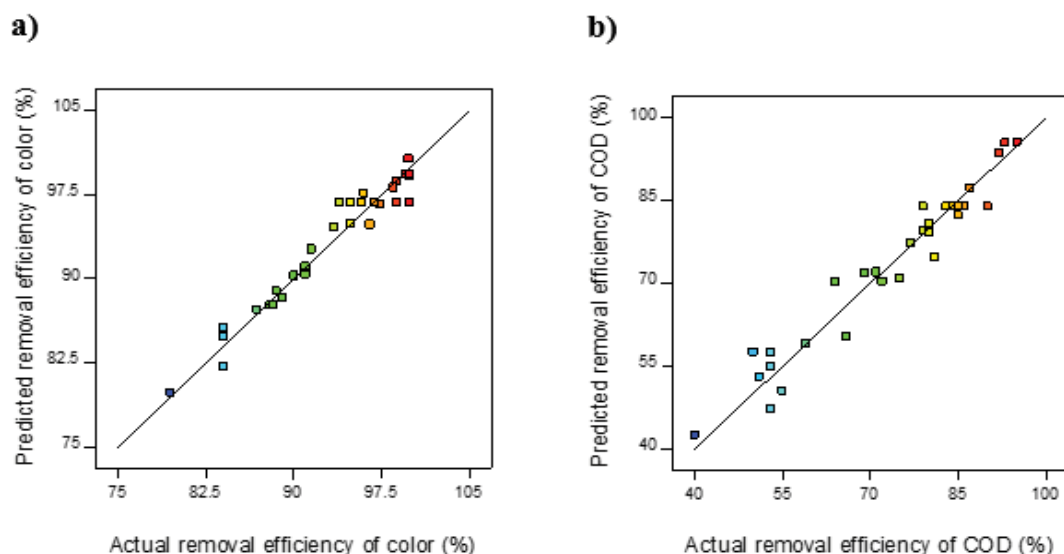 a)
Predicted removal efficiency of color (%)
105
97.5
90
82.5
75
75 82.5 90 97.5 105
Actual removal efficiency of color (%)
b)
Predicted removal efficiency of COD (%)
100
85
70
55
40
40 55 70 85 100
Actual removal efficiency of COD (%)